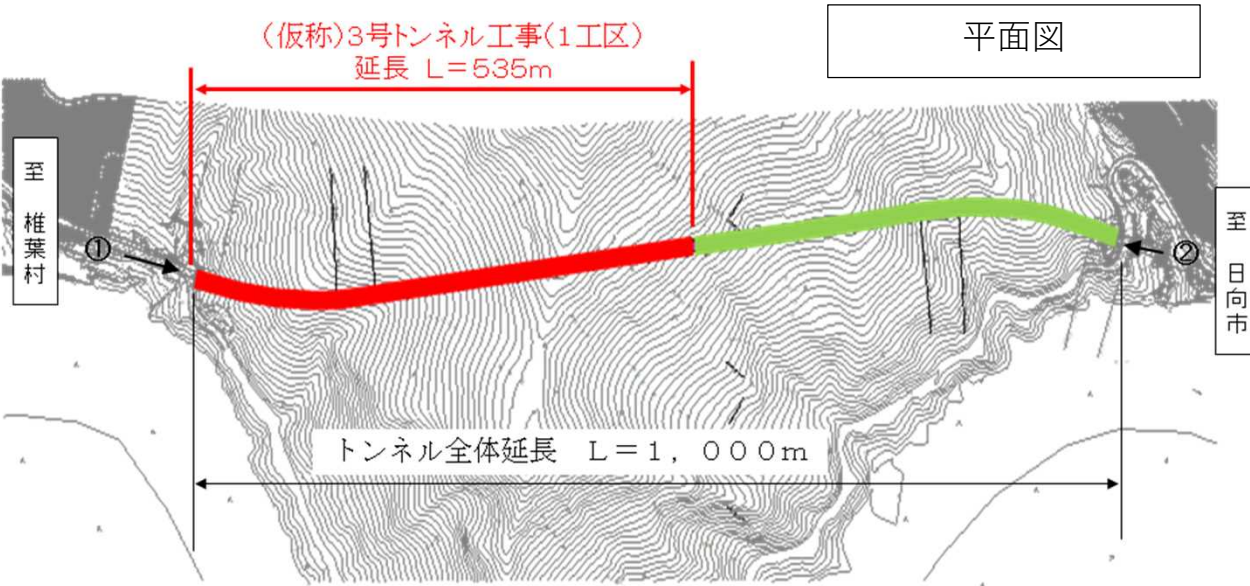 平面図
(仮称)3号トンネル工事(1工区)
延長 L=535m
至 椎葉村
①
②
至 日向市
トンネル全体延長 L=1,000m